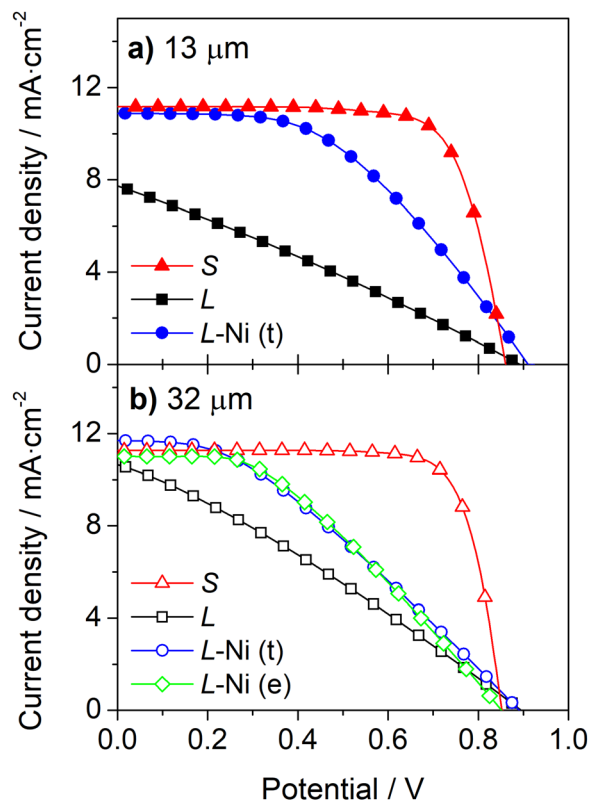 a) 13 μm
12
8
4
0
Current density / mA·cm⁻²
S
L
L-Ni (t)
b) 32 μm
12
8
4
0
Current density / mA·cm⁻²
S
L
L-Ni (t)
L-Ni (e)
0.0 0.2 0.4 0.6 0.8 1.0
Potential / V